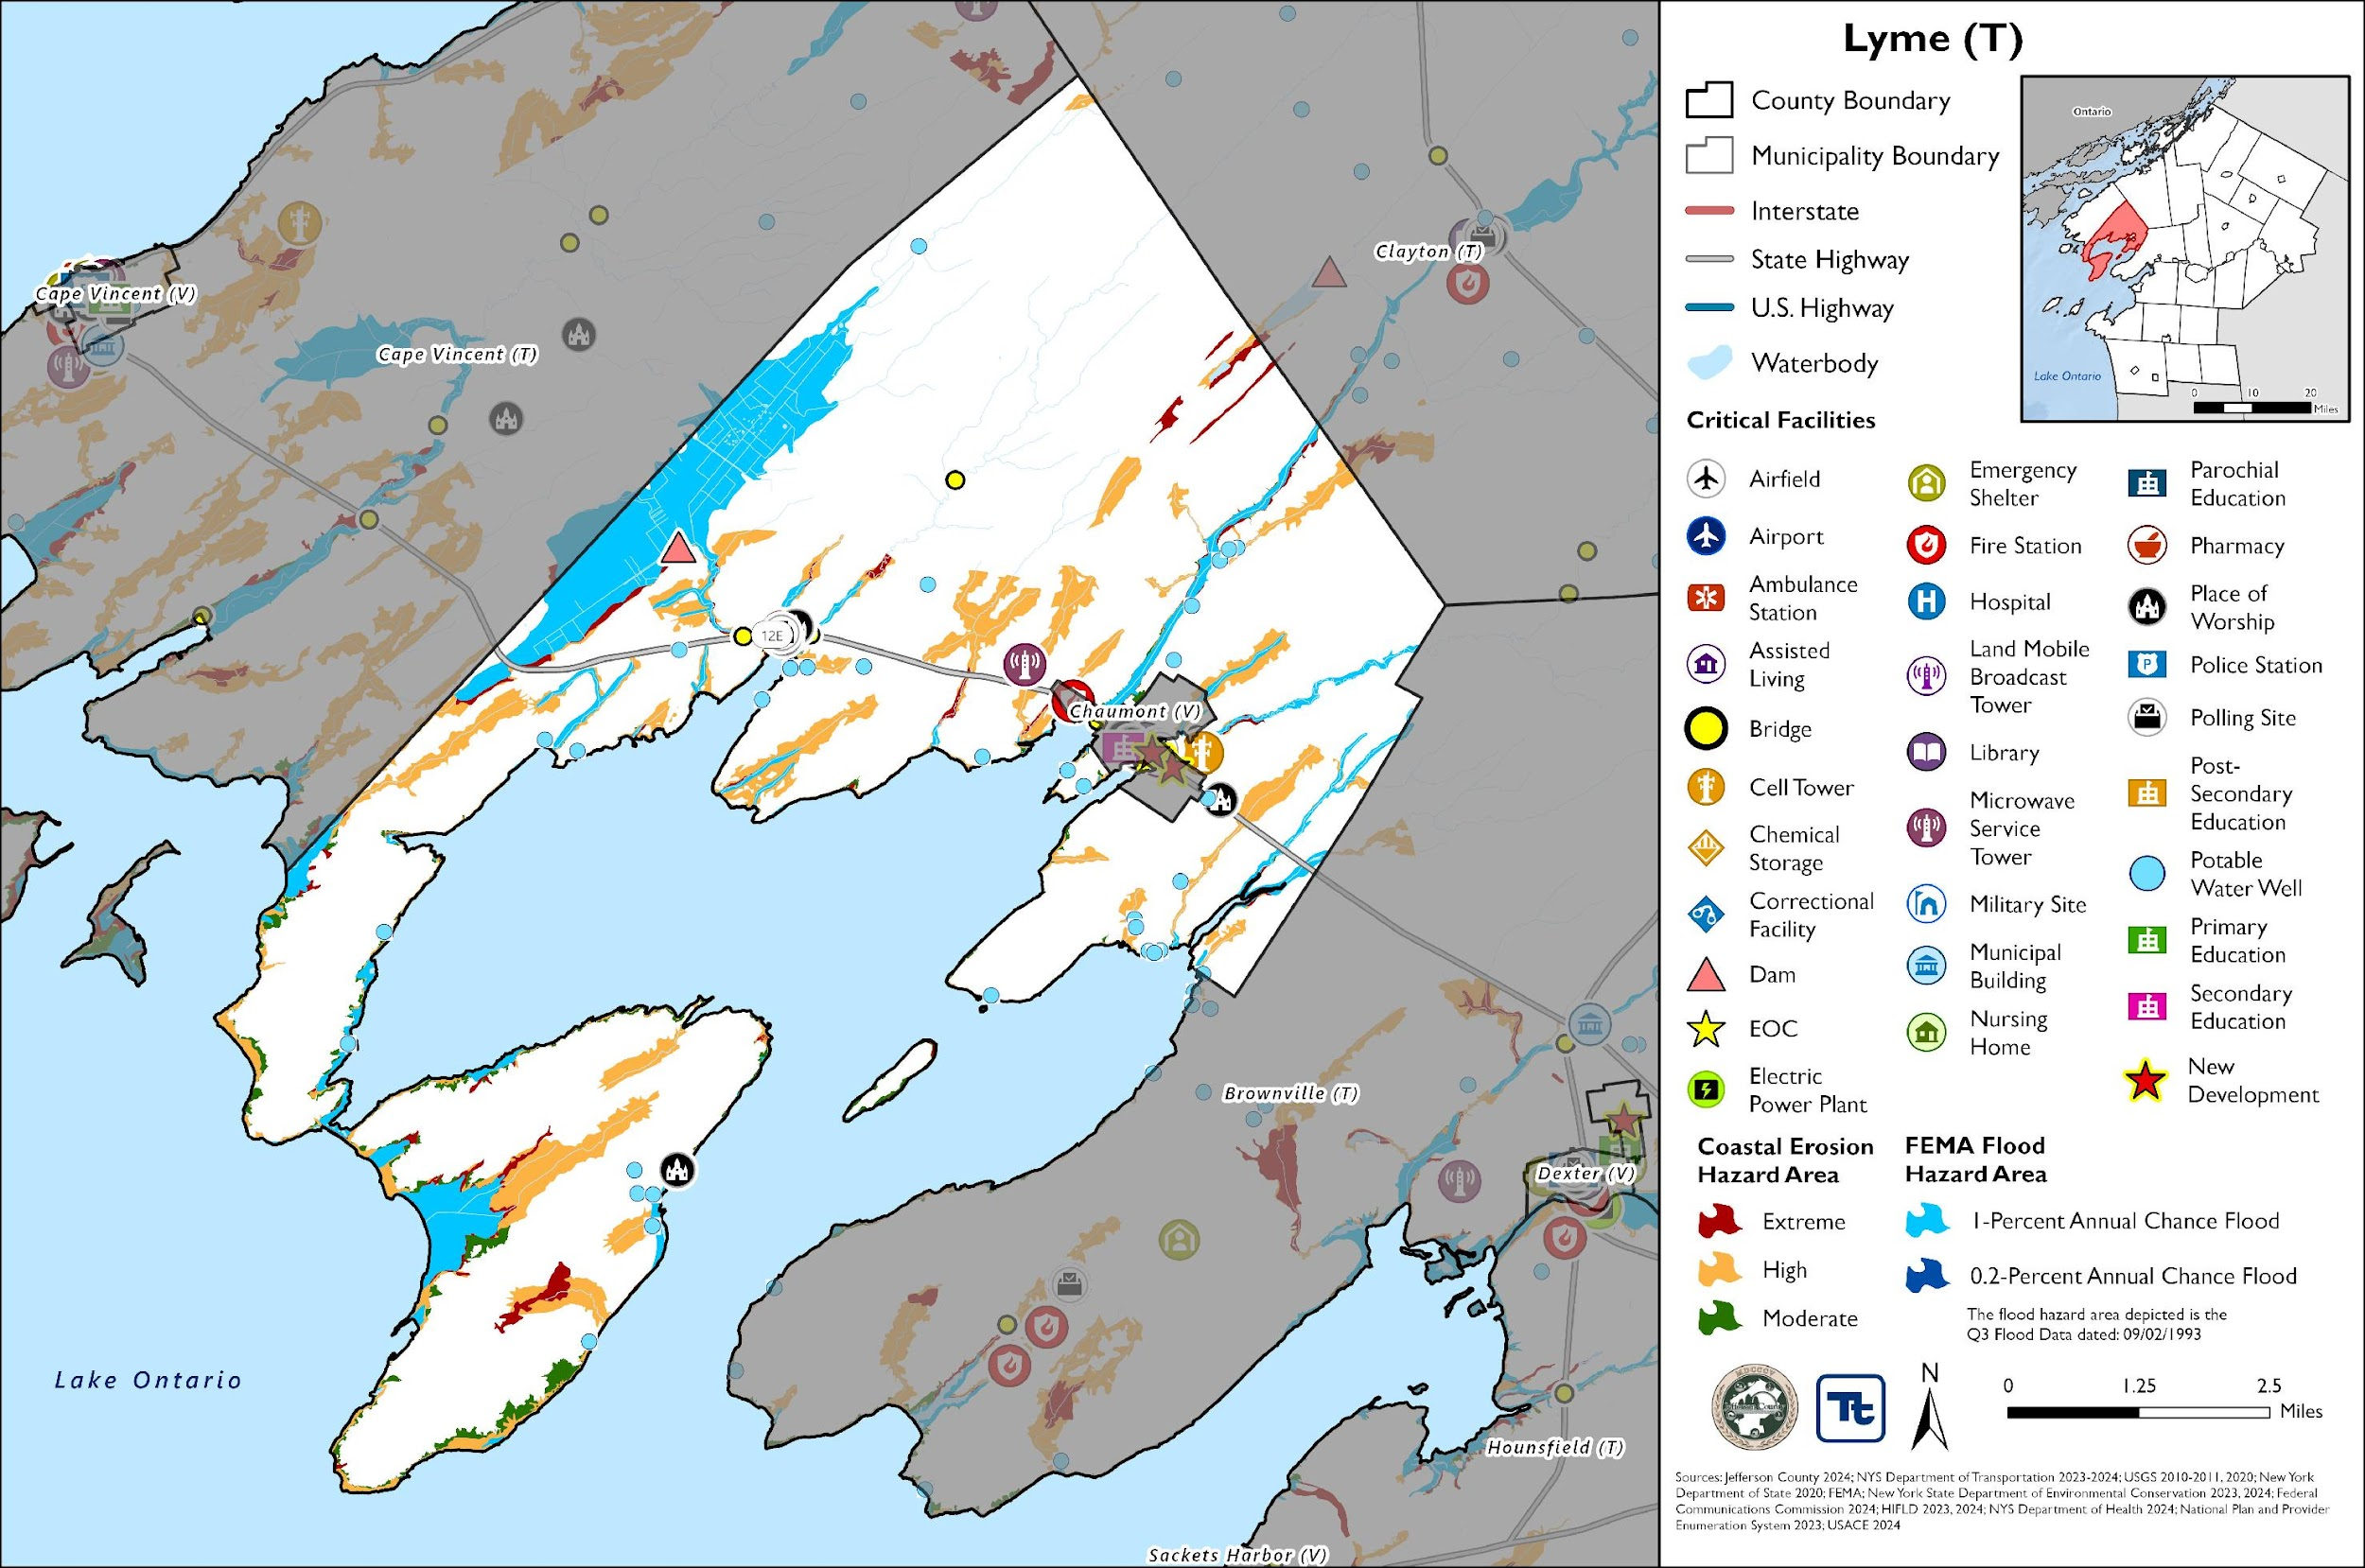 Lyme (T)
County Boundary
Municipality Boundary
Interstate
State Highway
U.S. Highway
Waterbody
Ontario
Lake Ontario
0 10 20
Miles
Critical Facilities
Airfield
Airport
Ambulance
Station
Assisted
Living
Bridge
Cell Tower
Chemical
Storage
Correctional
Facility
Dam
EOC
Electric
Power Plant
Emergency
Shelter
Fire Station
Hospital
Land Mobile
Broadcast
Tower
Library
Microwave
Service
Tower
Military Site
Municipal
Building
Nursing
Home
Parochial
Education
Pharmacy
Place of
Worship
Police Station
Polling Site
Post-
Secondary
Education
Potable
Water Well
Primary
Education
Secondary
Education
New
Development
Coastal Erosion
Hazard Area
Extreme
High
Moderate
FEMA Flood
Hazard Area
1-Percent Annual Chance Flood
0.2-Percent Annual Chance Flood
The flood hazard area depicted is the
Q3 Flood Data dated: 09/02/1993
Tt
N
0 1.25 2.5
Miles
Sources: Jefferson County 2024; NYS Department of Transportation 2023-2024; USGS 2010-2011, 2020; New York
Department of State 2020; FEMA; New York State Department of Environmental Conservation 2023, 2024; Federal
Communications Commission 2024; HIFLD 2023, 2024; NYS Department of Health 2024; National Plan and Provider
Enumeration System 2023; USACE 2024
Clayton (T)
Cape Vincent (V)
Cape Vincent (T)
12E
Chaumont (V)
Brownville (T)
Dexter (V)
Lake Ontario
Hounsfield (T)
Sackets Harbor (V)